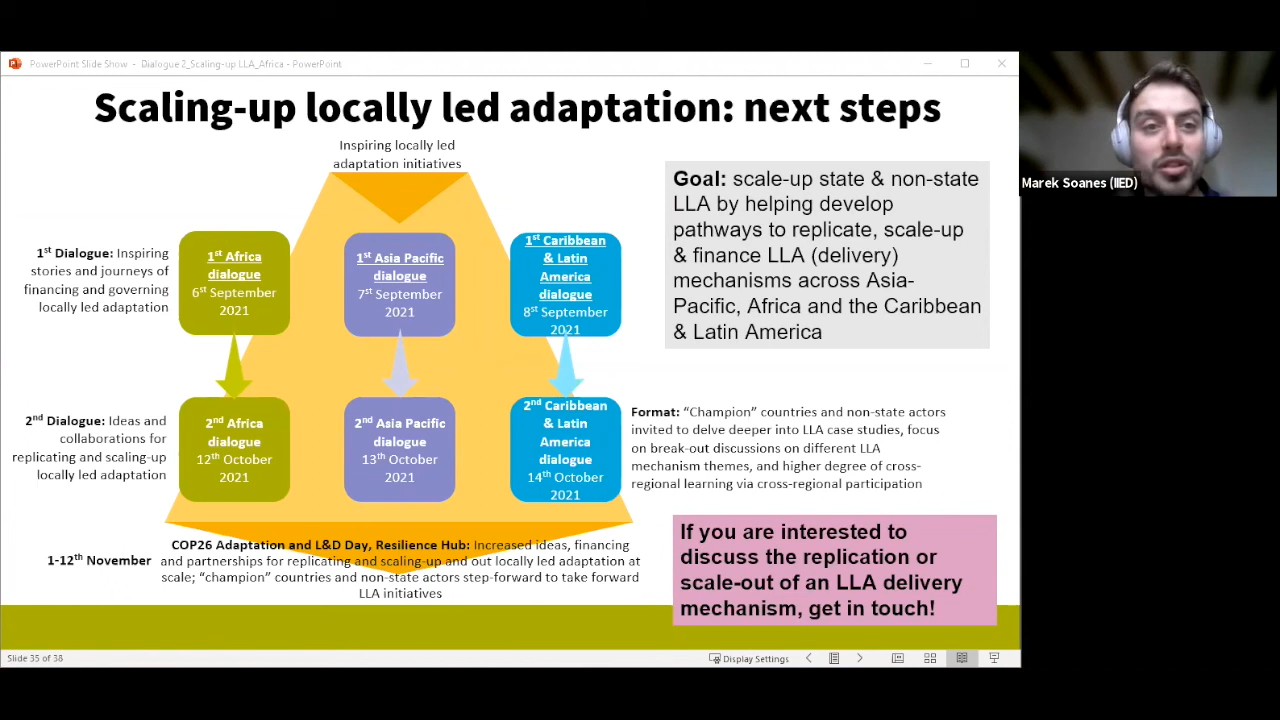 PowerPoint Slide Show - Dialogue 2_Scaling-up LLA_Africa - PowerPoint
Scaling-up locally led adaptation: next steps
Inspiring locally led
adaptation initiatives
1st Dialogue: Inspiring
stories and journeys of
financing and governing
locally led adaptation
1st Africa
dialogue
6st September
2021
1st Asia Pacific
dialogue
7st September
2021
1st Caribbean
& Latin
America
dialogue
8st September
2021
Goal: scale-up state & non-state
LLA by helping develop
pathways to replicate, scale-up
& finance LLA (delivery)
mechanisms across Asia-
Pacific, Africa and the Caribbean
& Latin America
Marek Soanes (IIED)
2nd Dialogue: Ideas and
collaborations for
replicating and scaling-up
locally led adaptation
2nd Africa
dialogue
12th October
2021
2nd Asia Pacific
dialogue
13th October
2021
2nd Caribbean
& Latin
America
dialogue
14th October
2021
Format: “Champion” countries and non-state actors
invited to delve deeper into LLA case studies, focus
on break-out discussions on different LLA
mechanism themes, and higher degree of cross-
regional learning via cross-regional participation
1-12th November
COP26 Adaptation and L&D Day, Resilience Hub: Increased ideas, financing
and partnerships for replicating and scaling-up and out locally led adaptation at
scale; “champion” countries and non-state actors step-forward to take forward
LLA initiatives
If you are interested to
discuss the replication or
scale-out of an LLA delivery
mechanism, get in touch!
Slide 35 of 38
Display Settings